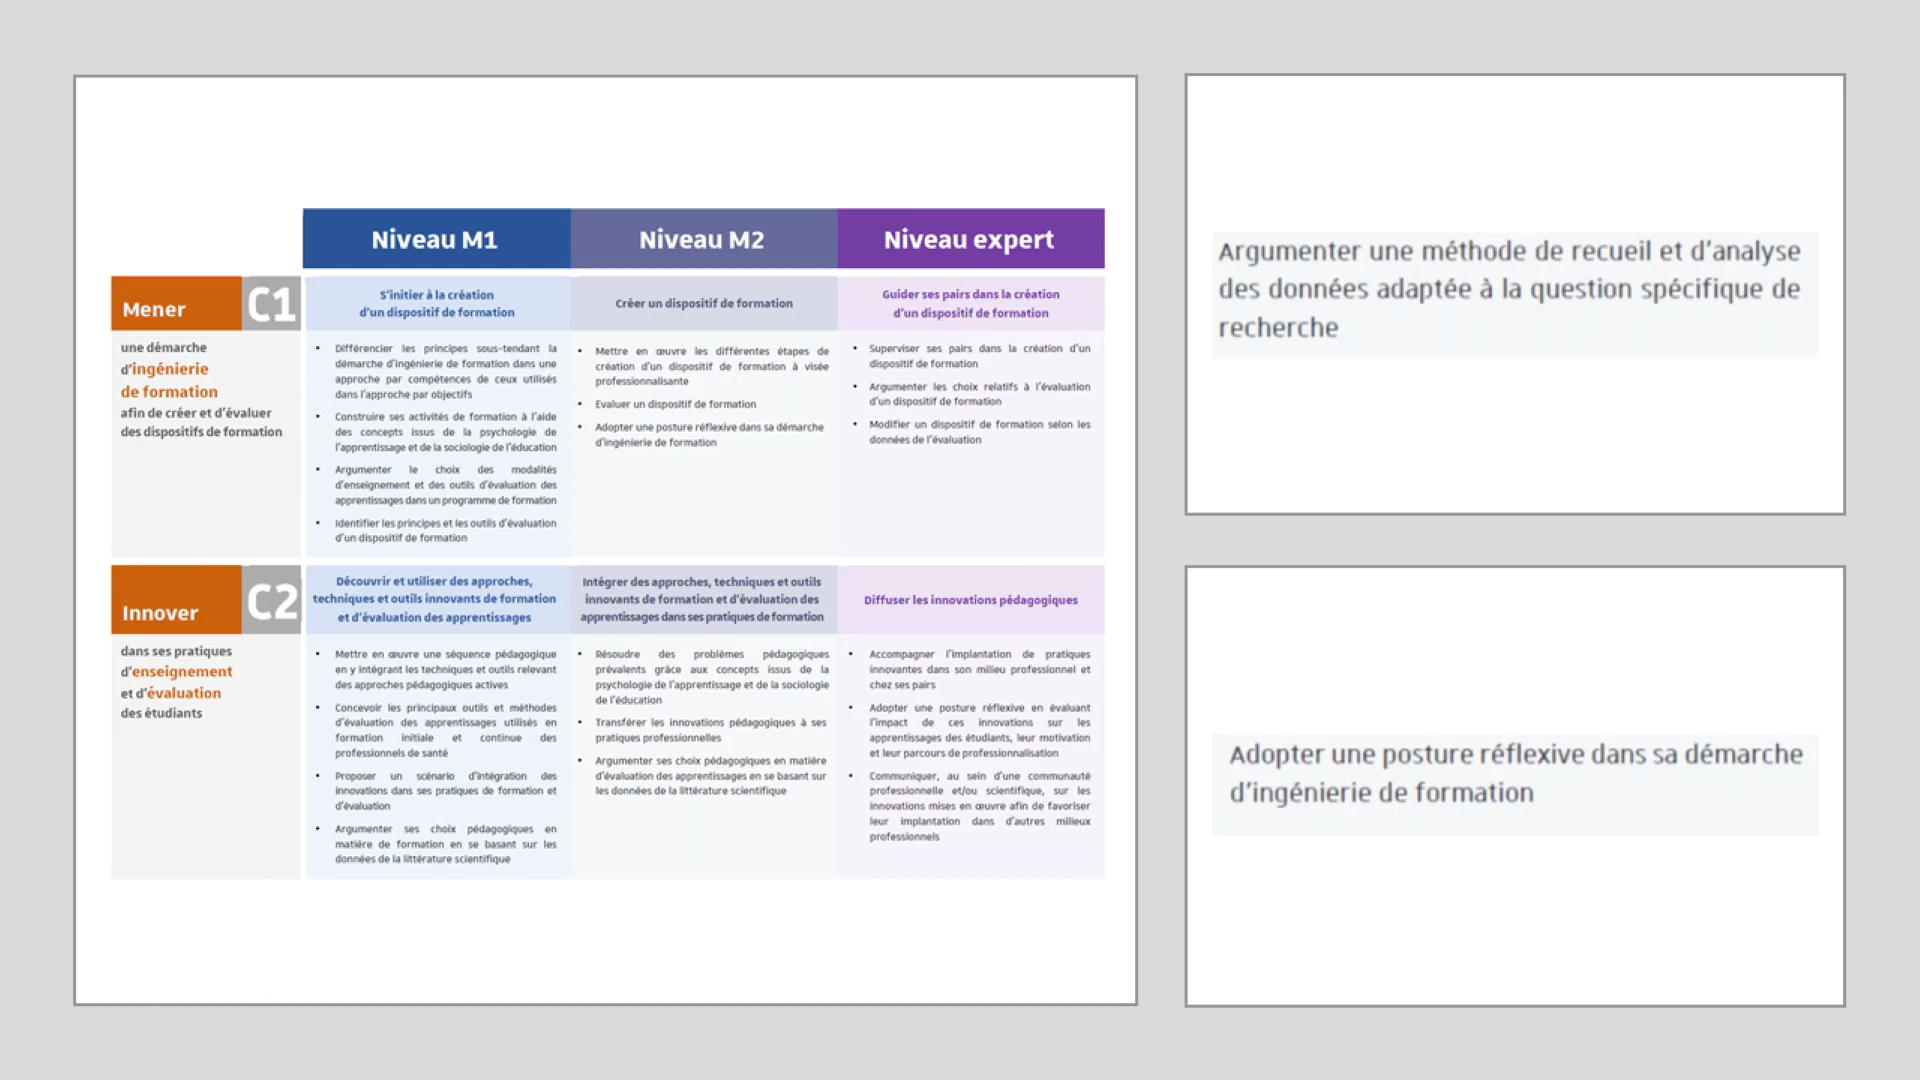 Niveau M1
Niveau M2
Niveau expert
Mener
C1
une démarche
d'ingénierie
de formation
afin de créer et d'évaluer
des dispositifs de formation
S'initier à la création
d'un dispositif de formation
• Différencier les principes sous-tendant la
démarche d'ingénierie de formation dans une
approche par compétences de ceux utilisés
dans l'approche par objectifs
• Construire ses activités de formation à l'aide
des concepts issus de la psychologie de
l'apprentissage et de la sociologie de l'éducation
• Argumenter le choix des modalités
d'enseignement et des outils d'évaluation des
apprentissages dans un programme de formation
• Identifier les principes et les outils d'évaluation
d'un dispositif de formation
Créer un dispositif de formation
• Mettre en œuvre les différentes étapes de
création d'un dispositif de formation à visée
professionnalisante
• Evaluer un dispositif de formation
• Adopter une posture réflexive dans sa démarche
d'ingénierie de formation
Guider ses pairs dans la création
d'un dispositif de formation
• Superviser ses pairs dans la création d'un
dispositif de formation
• Argumenter les choix relatifs à l'évaluation
d'un dispositif de formation
• Modifier un dispositif de formation selon les
données de l'évaluation
Innover
C2
dans ses pratiques
d'enseignement
et d'évaluation
des étudiants
Découvrir et utiliser des approches,
techniques et outils innovants de formation
et d'évaluation des apprentissages
• Mettre en œuvre une séquence pédagogique
en y intégrant les techniques et outils relevant
des approches pédagogiques actives
• Concevoir les principaux outils et méthodes
d'évaluation des apprentissages utilisés en
formation initiale et continue des
professionnels de santé
• Proposer un scénario d'intégration des
innovations dans ses pratiques de formation et
d'évaluation
• Argumenter ses choix pédagogiques en
matière de formation en se basant sur les
données de la littérature scientifique
Intégrer des approches, techniques et outils
innovants de formation et d'évaluation des
apprentissages dans ses pratiques de formation
• Résoudre des problèmes pédagogiques
prévalents grâce aux concepts issus de la
psychologie de l'apprentissage et de la sociologie
de l'éducation
• Transférer les innovations pédagogiques à ses
pratiques professionnelles
• Argumenter ses choix pédagogiques en matière
d'évaluation des apprentissages en se basant sur
les données de la littérature scientifique
Diffuser les innovations pédagogiques
• Accompagner l'implantation de pratiques
innovantes dans son milieu professionnel et
chez ses pairs
• Adopter une posture réflexive en évaluant
l'impact de ces innovations sur les
apprentissages des étudiants, leur motivation
et leur parcours de professionnalisation
• Communiquer, au sein d'une communauté
professionnelle et/ou scientifique, sur les
innovations mises en œuvre afin de favoriser
leur implantation dans d'autres milieux
professionnels
Argumenter une méthode de recueil et d'analyse
des données adaptée à la question spécifique de
recherche
Adopter une posture réflexive dans sa démarche
d'ingénierie de formation